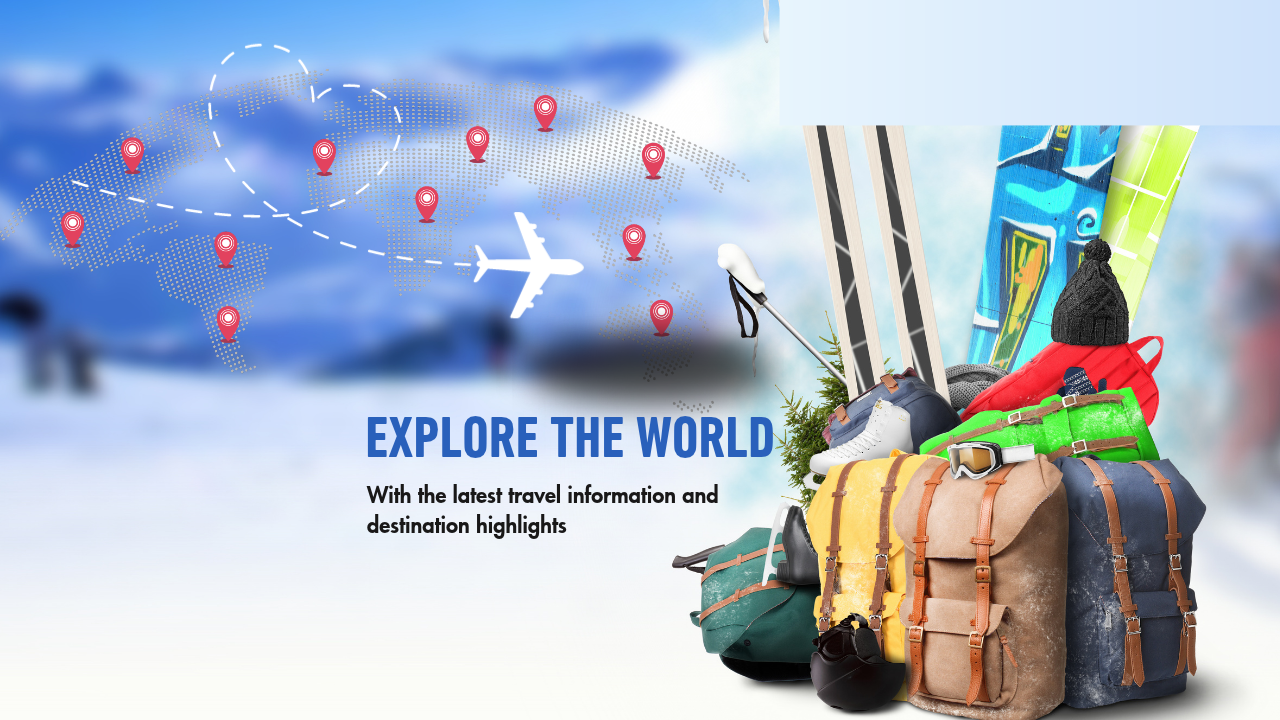 EXPLORE THE WORLD
With the latest travel information and
destination highlights